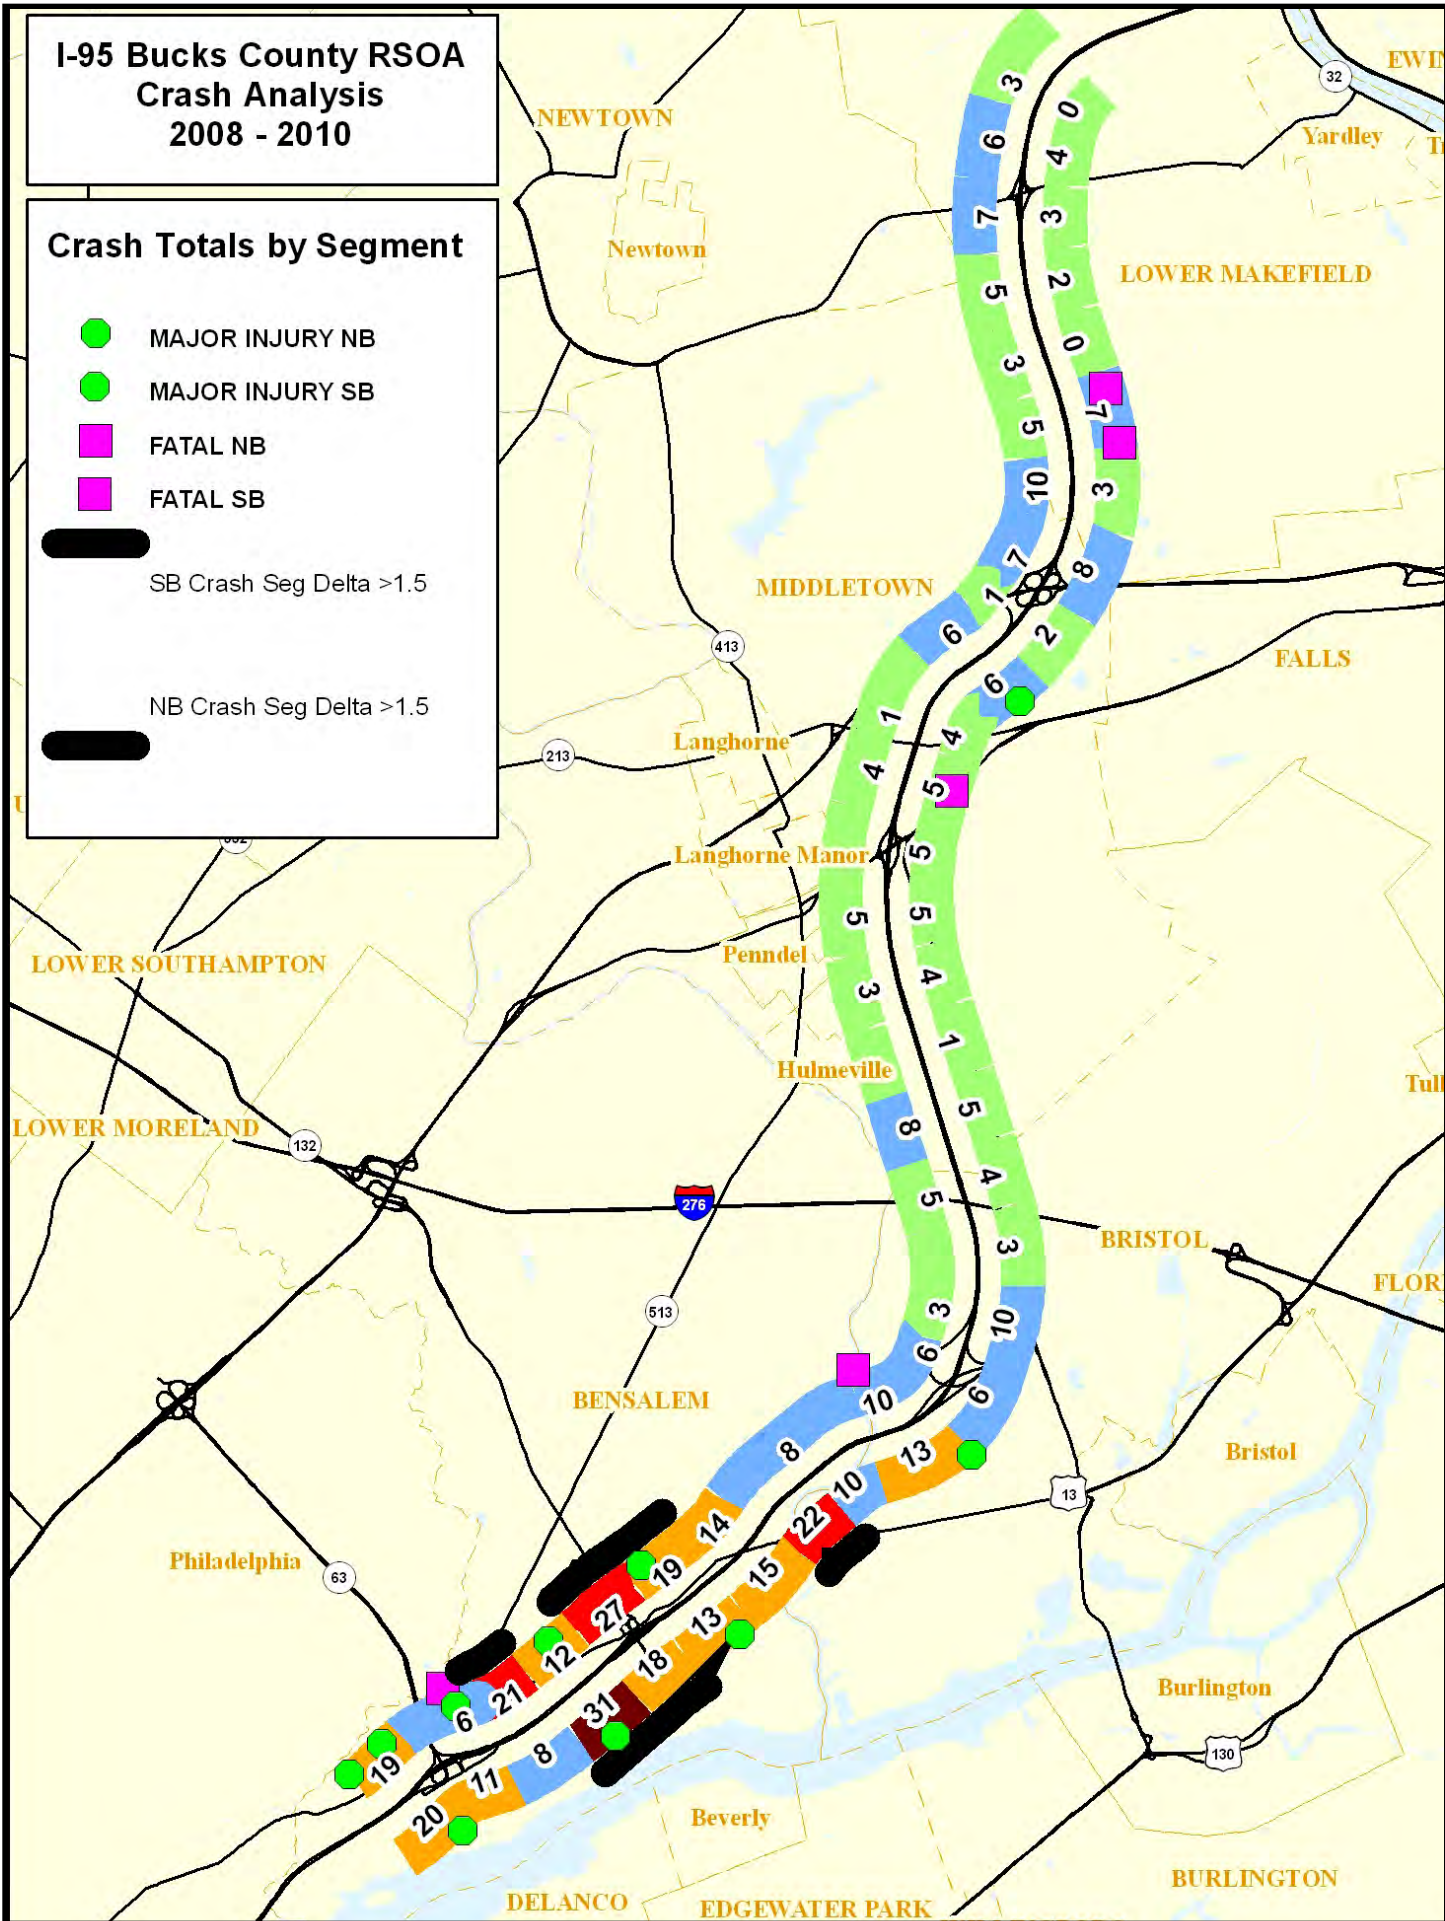 I-95 Bucks County RSOA
Crash Analysis
2008 - 2010
Crash Totals by Segment
MAJOR INJURY NB
MAJOR INJURY SB
FATAL NB
FATAL SB
SB Crash Seg Delta >1.5
NB Crash Seg Delta >1.5
NEWTOWN
32
Yardley
Newtown
LOWER MAKEFIELD
3
0
6
4
7
3
5
2
3
0
5
7
10
3
7
8
1
2
6
6
1
4
4
5
5
5
5
3
4
1
8
5
5
4
3
3
6
10
10
6
8
13
14
10
19
22
27
15
12
13
21
18
6
31
19
8
11
20
MIDDLETOWN
413
FALLS
213
Langhorne
Langhorne Manor
LOWER SOUTHAMPTON
Penndel
Hulmeville
LOWER MORELAND
132
276
BRISTOL
513
BENSALEM
Bristol
13
Philadelphia
63
Burlington
130
Beverly
BURLINGTON
DELANCO
EDGEWATER PARK